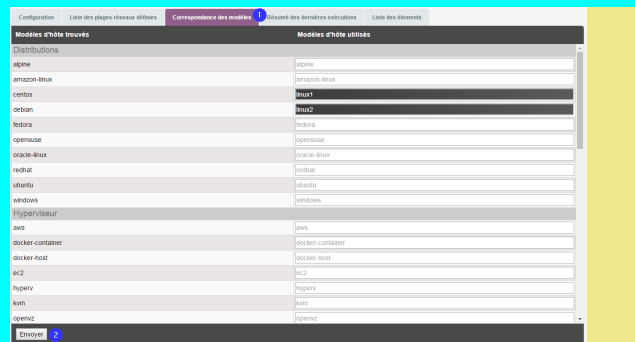 Configuration Liste des plages réseaux définies Correspondance des modèles 1 Résumé des dernières exécutions Liste des élements
Modèles d'hôte trouvés Modèles d'hôte utilisés
Distributions
alpine alpine
amazon-linux amazon-linux
centos linux1
debian linux2
fedora fedora
opensuse opensuse
oracle-linux oracle-linux
redhat redhat
ubuntu ubuntu
windows windows
Hyperviseur
aws aws
docker-container docker-container
docker-host docker-host
ec2 ec2
hyperv hyperv
kvm kvm
openvz openvz
Envoyer 2